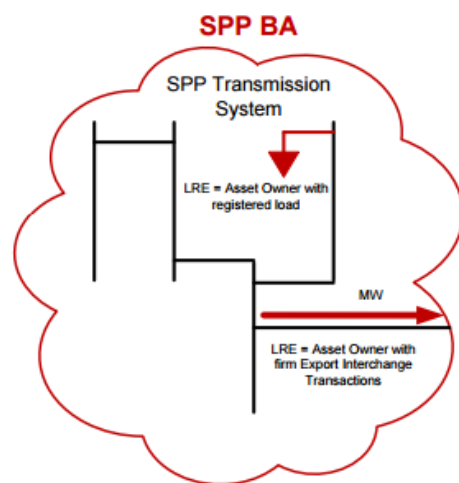 SPP BA
SPP Transmission
System
LRE = Asset Owner with
registered load
MW
LRE = Asset Owner with
firm Export Interchange
Transactions